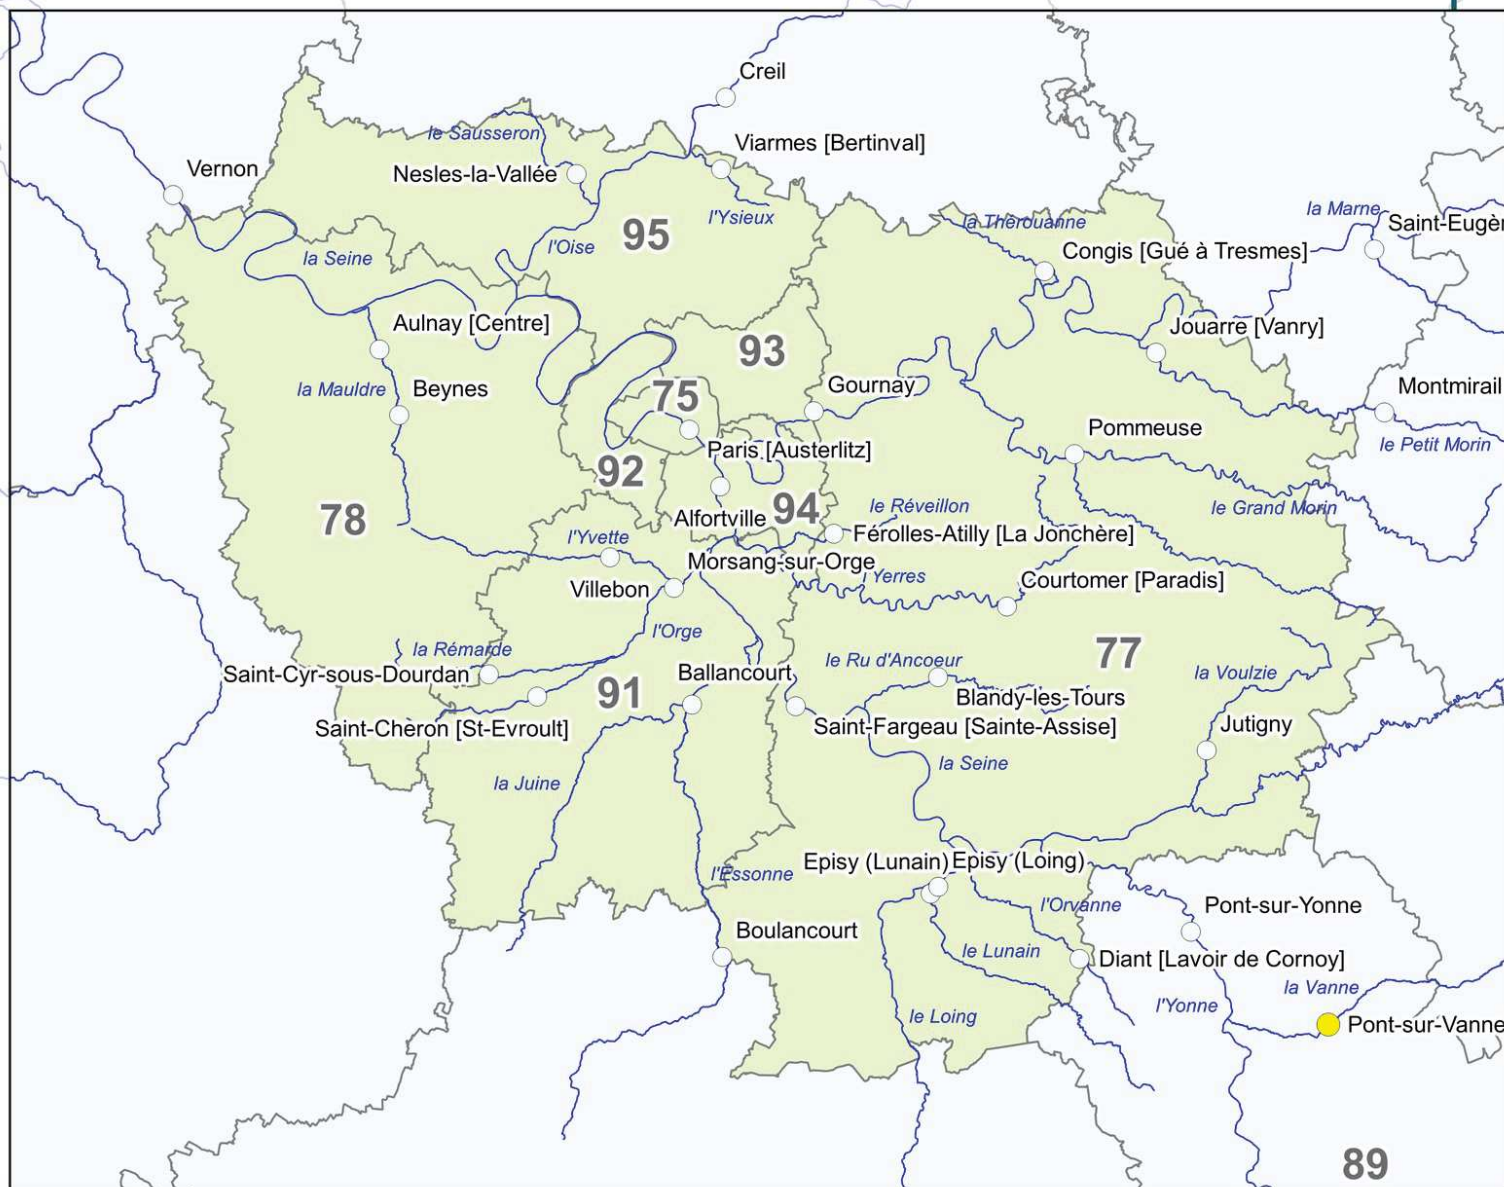 Creil
le Sausseron
Viarmes [Bertinval]
Vernon
Nesles-la-Vallée
l'Ysieux
la Thérouanne
la Marne
Saint-Eugèn
95
l'Oise
la Seine
Congis [Gué à Tresmes]
Aulnay [Centre]
Jouarre [Vanry]
93
la Mauldre
Beynes
75
Gournay
Montmirail
Pommeuse
le Petit Morin
Paris [Austerlitz]
92
78
Alfortville
94
le Réveillon
le Grand Morin
l'Yvette
Férolles-Atilly [La Jonchère]
Morsang-sur-Orge
l'Yerres
Villebon
Courtomer [Paradis]
l'Orge
la Rémarde
77
le Ru d'Ancoeur
la Voulzie
Saint-Cyr-sous-Dourdan
Ballancourt
91
Blandy-les-Tours
Saint-Cheron [St-Evroult]
Saint-Fargeau [Sainte-Assise]
Jutigny
la Seine
la Juine
Episy (Lunain)
Episy (Loing)
l'Essonne
l'Orvanne
Pont-sur-Yonne
Boulancourt
le Lunain
Diant [Lavoir de Cornoy]
la Vanne
l'Yonne
le Loing
Pont-sur-Vanne
89